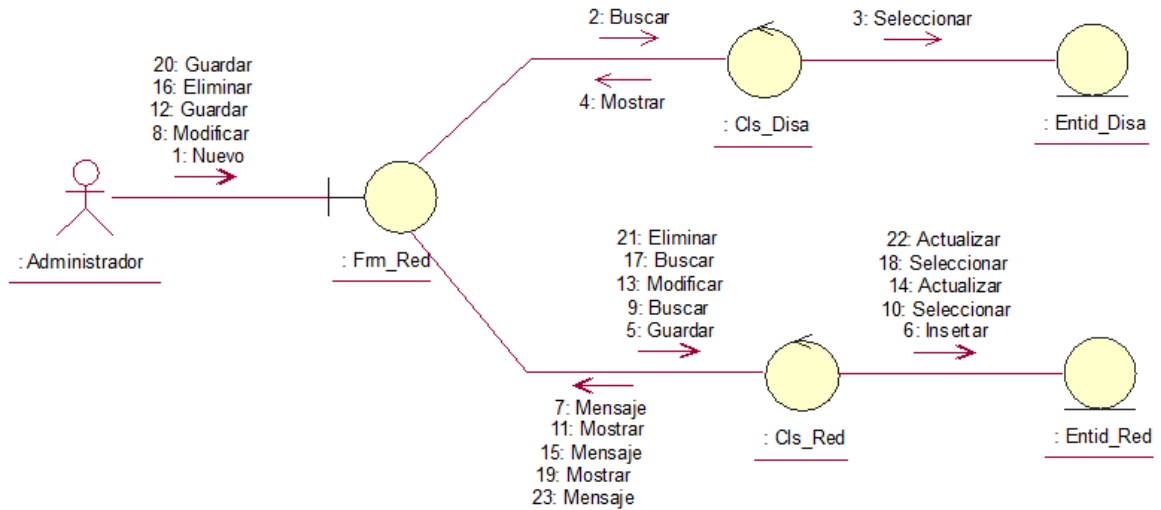 2: Buscar
3: Seleccionar
4: Mostrar
: Cls_Disa
: Entid_Disa
20: Guardar
16: Eliminar
12: Guardar
8: Modificar
1: Nuevo
: Administrador
: Frm_Red
21: Eliminar
17: Buscar
13: Modificar
9: Buscar
5: Guardar
22: Actualizar
18: Seleccionar
14: Actualizar
10: Seleccionar
6: Insertar
7: Mensaje
11: Mostrar
15: Mensaje
19: Mostrar
23: Mensaje
: Cls_Red
: Entid_Red